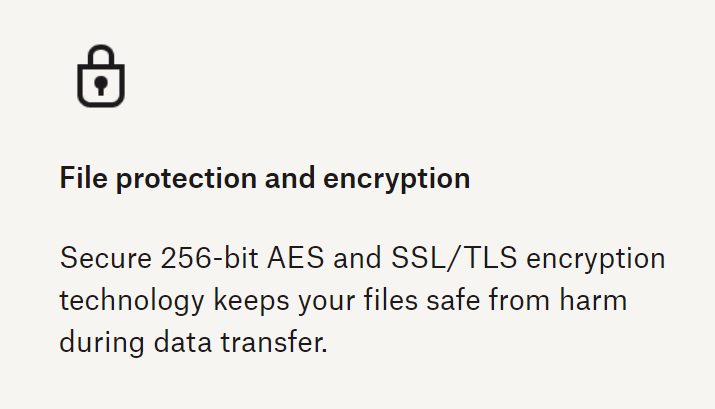 File protection and encryption
Secure 256-bit AES and SSL/TLS encryption
technology keeps your files safe from harm
during data transfer.